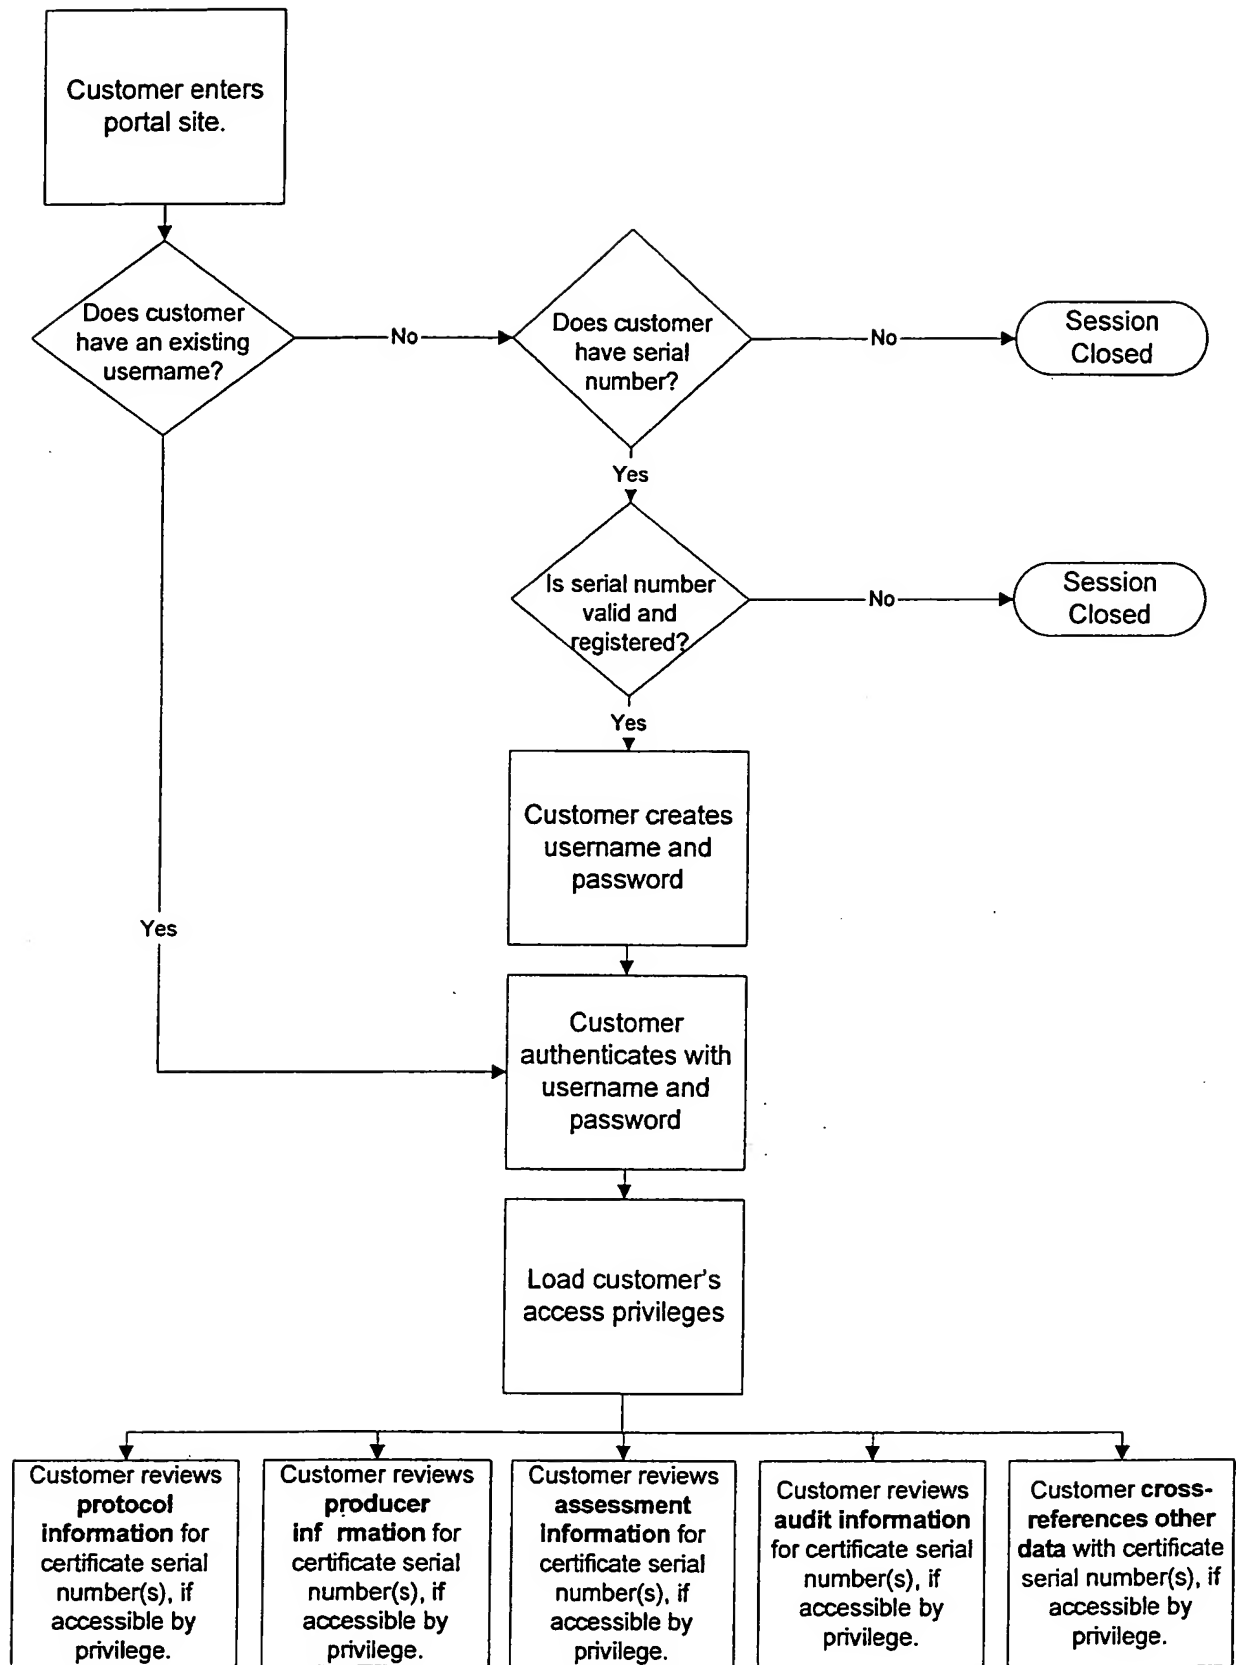 Customer enters
portal site.
Does customer
have an existing
username?
No
Does customer
have serial
number?
No
Session
Closed
Yes
Is serial number
valid and
registered?
No
Session
Closed
Yes
Customer creates
username and
password
Yes
Customer
authenticates with
username and
password
Load customer's
access privileges
Customer reviews
protocol
information for
certificate serial
number(s), if
accessible by
privilege.
Customer reviews
producer
inf rmation for
certificate serial
number(s), if
accessible by
privilege.
Customer reviews
assessment
information for
certificate serial
number(s), if
accessible by
privilege.
Customer reviews
audit information
for certificate serial
number(s), if
accessible by
privilege.
Customer cross-
references other
data with certificate
serial number(s), if
accessible by
privilege.